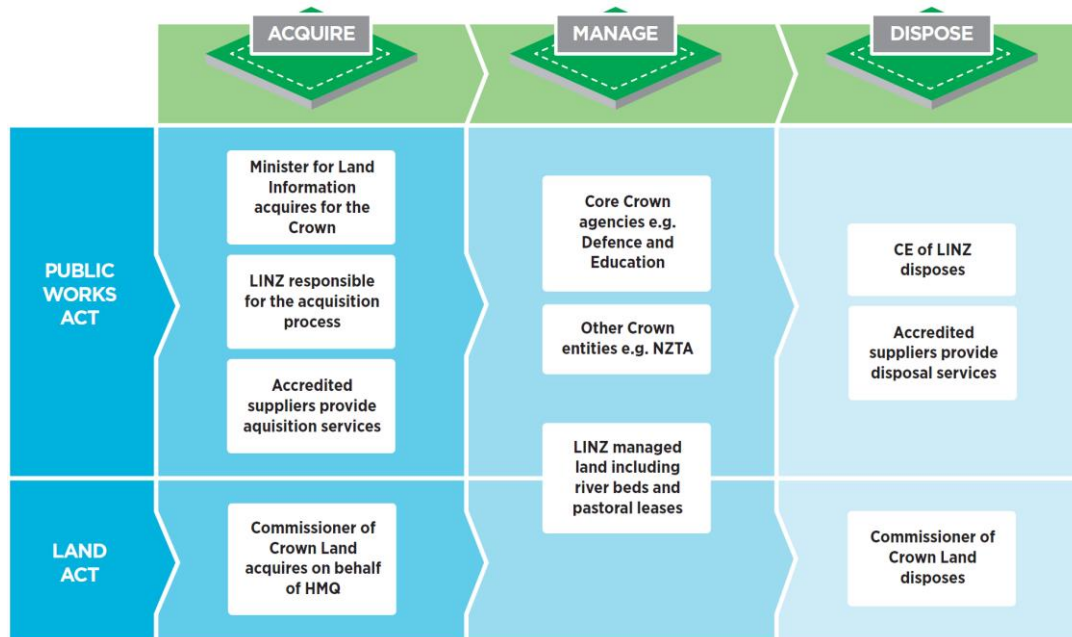 ACQUIRE
MANAGE
DISPOSE
PUBLIC
WORKS
ACT
Minister for Land
Information
acquires for the
Crown
LINZ responsible
for the acquisition
process
Accredited
suppliers provide
aquisition services
Core Crown
agencies e.g.
Defence and
Education
Other Crown
entities e.g. NZTA
LINZ managed
land including
river beds and
pastoral leases
CE of LINZ
disposes
Accredited
suppliers provide
disposal services
LAND
ACT
Commissioner of
Crown Land
acquires on behalf
of HMQ
Commissioner of
Crown Land
disposes